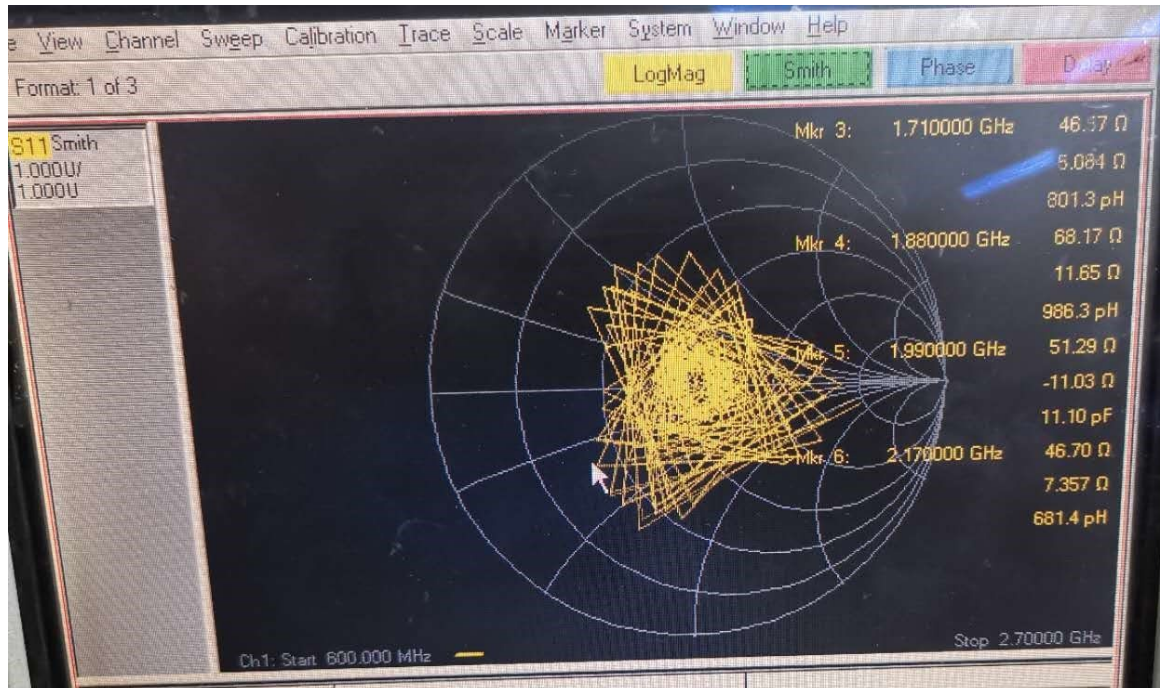 e View Channel Sweep Calibration Trace Scale Marker System Window Help
Format: 1 of 3
LogMag Smith Phase Delay
S11 Smith
1.000U/
1.000U
Mkr 3: 1.710000 GHz 46.57 Ω
5.084 Ω
801.3 pH
Mkr 4: 1.880000 GHz 68.17 Ω
11.65 Ω
986.3 pH
Mkr 5: 1.990000 GHz 51.29 Ω
-11.03 Ω
11.10 pF
>Mkr 6: 2.170000 GHz 46.70 Ω
7.357 Ω
681.4 pH
Ch1: Start 600.000 MHz
Stop 2.70000 GHz